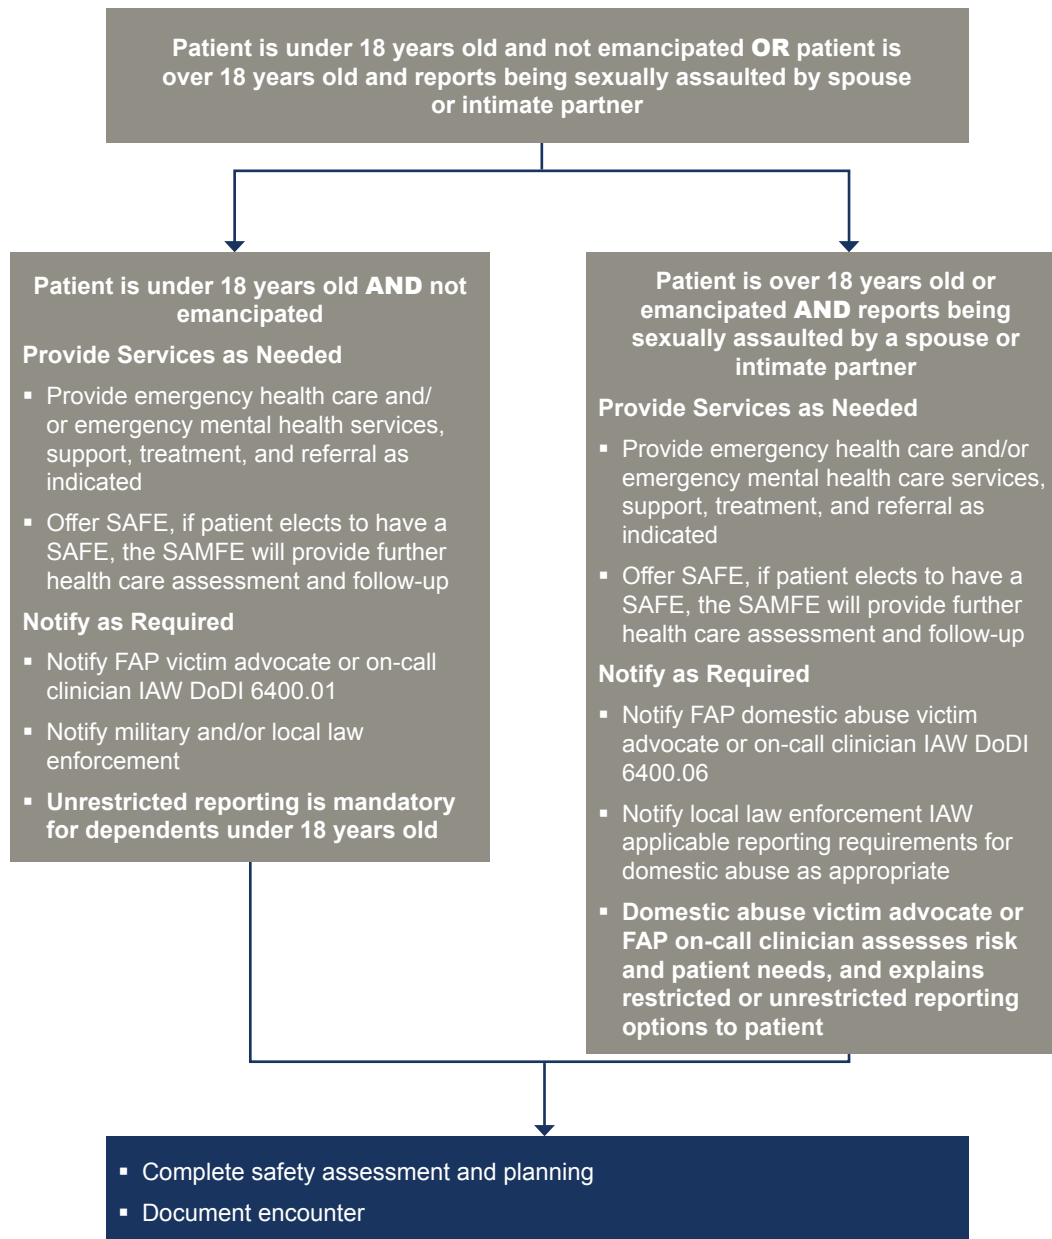 Patient is under 18 years old and not emancipated OR patient is
over 18 years old and reports being sexually assaulted by spouse
or intimate partner
Patient is under 18 years old AND not
emancipated
Provide Services as Needed
▪ Provide emergency health care and/
or emergency mental health services,
support, treatment, and referral as
indicated
▪ Offer SAFE, if patient elects to have a
SAFE, the SAMFE will provide further
health care assessment and follow-up
Notify as Required
▪ Notify FAP victim advocate or on-call
clinician IAW DoDI 6400.01
▪ Notify military and/or local law
enforcement
▪ Unrestricted reporting is mandatory
for dependents under 18 years old
Patient is over 18 years old or
emancipated AND reports being
sexually assaulted by a spouse or
intimate partner
Provide Services as Needed
▪ Provide emergency health care and/or
emergency mental health care services,
support, treatment, and referral as
indicated
▪ Offer SAFE, if patient elects to have a
SAFE, the SAMFE will provide further
health care assessment and follow-up
Notify as Required
▪ Notify FAP domestic abuse victim
advocate or on-call clinician IAW DoDI
6400.06
▪ Notify local law enforcement IAW
applicable reporting requirements for
domestic abuse as appropriate
▪ Domestic abuse victim advocate or
FAP on-call clinician assesses risk
and patient needs, and explains
restricted or unrestricted reporting
options to patient
▪ Complete safety assessment and planning
▪ Document encounter